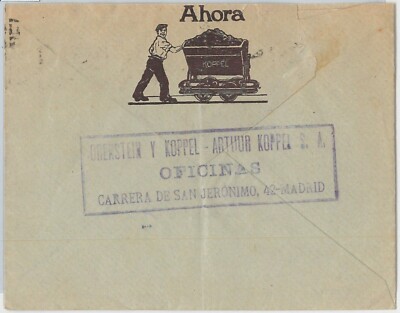 Ahora
KOPPEL
ORENSTEIN Y KOPPEL - ARTHUR KOPPEL S. A.
OFICINAS
CARRERA DE SAN JERÓNIMO, 42-MADRID